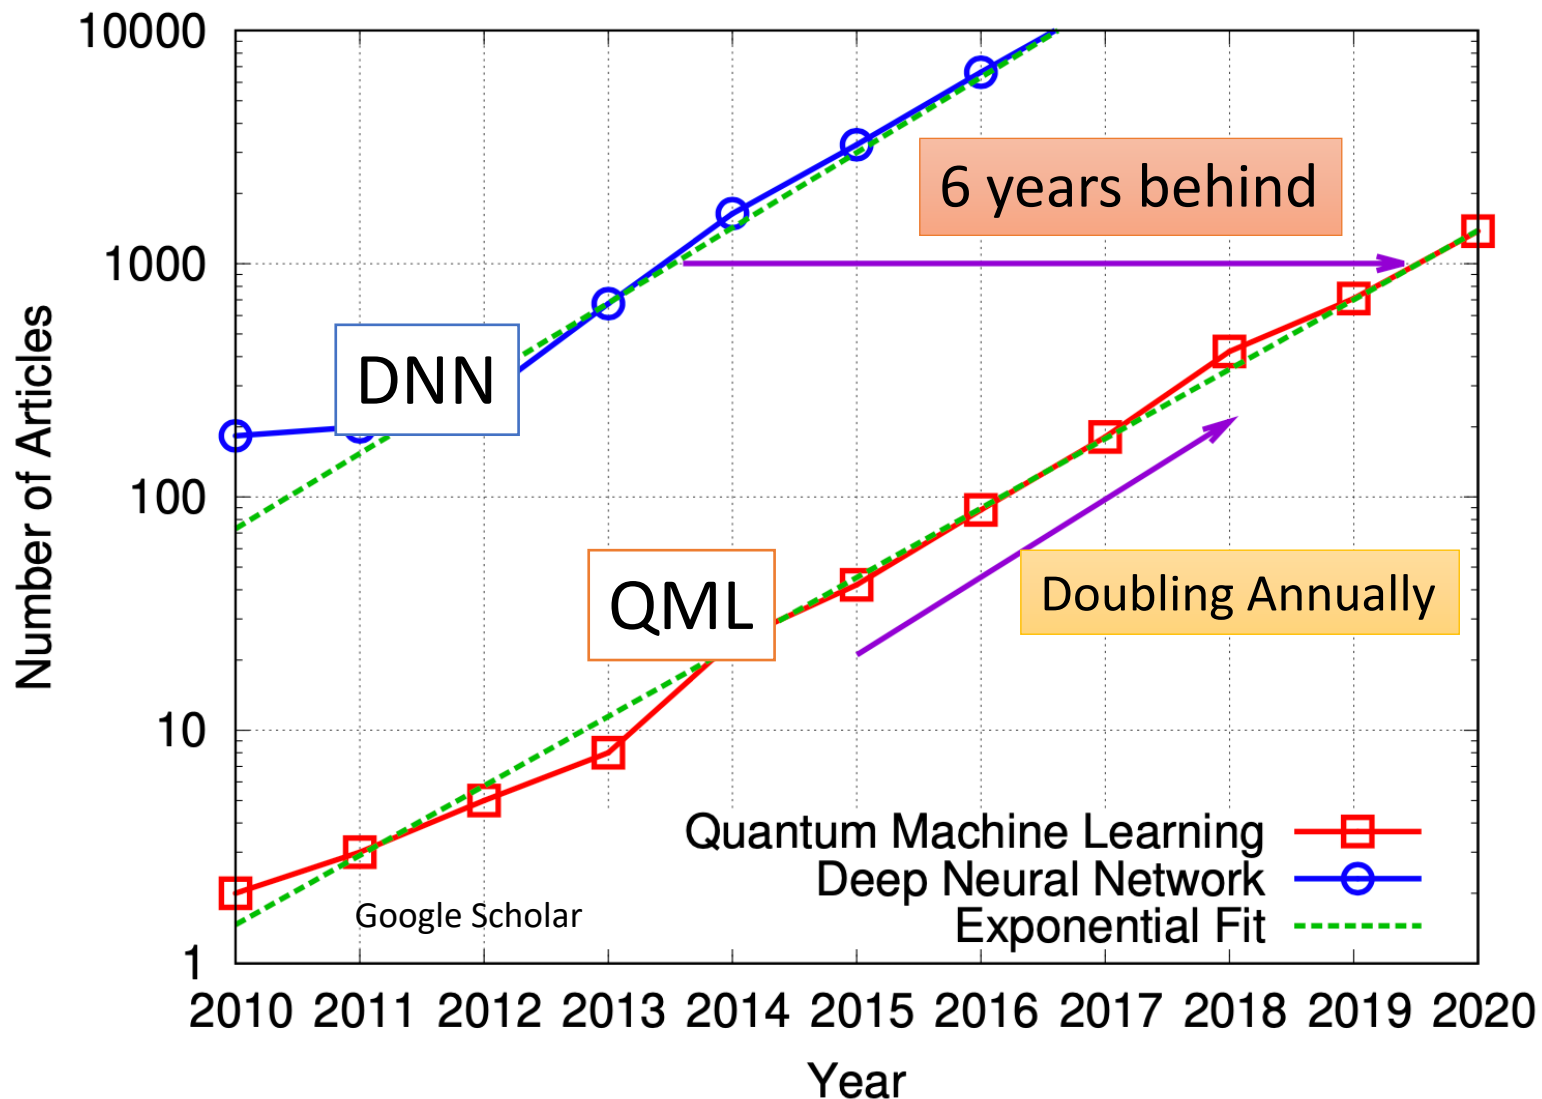 10000
1000
100
10
1
Number of Articles
DNN
6 years behind
QML
Doubling Annually
Google Scholar
Quantum Machine Learning
Deep Neural Network
Exponential Fit
2010 2011 2012 2013 2014 2015 2016 2017 2018 2019 2020
Year